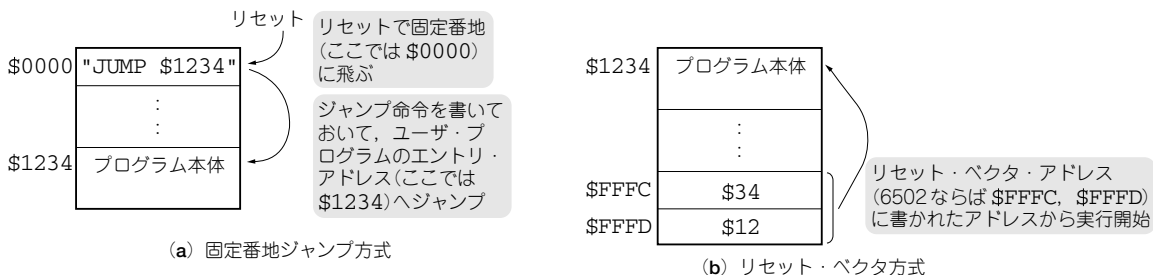 リセット
リセットで固定番地
(ここでは $0000)
に飛ぶ
$0000
"JUMP $1234"
:
:
ジャンプ命令を書いて
おいて，ユーザ・プ
ログラムのエントリ・
アドレス(ここでは
$1234)へジャンプ
$1234
プログラム本体
(a) 固定番地ジャンプ方式
$1234
プログラム本体
:
:
$FFFC
$34
$FFFD
$12
リセット・ベクタ・アドレス
(6502ならば $FFFC，$FFFD)
に書かれたアドレスから実行開始
(b) リセット・ベクタ方式